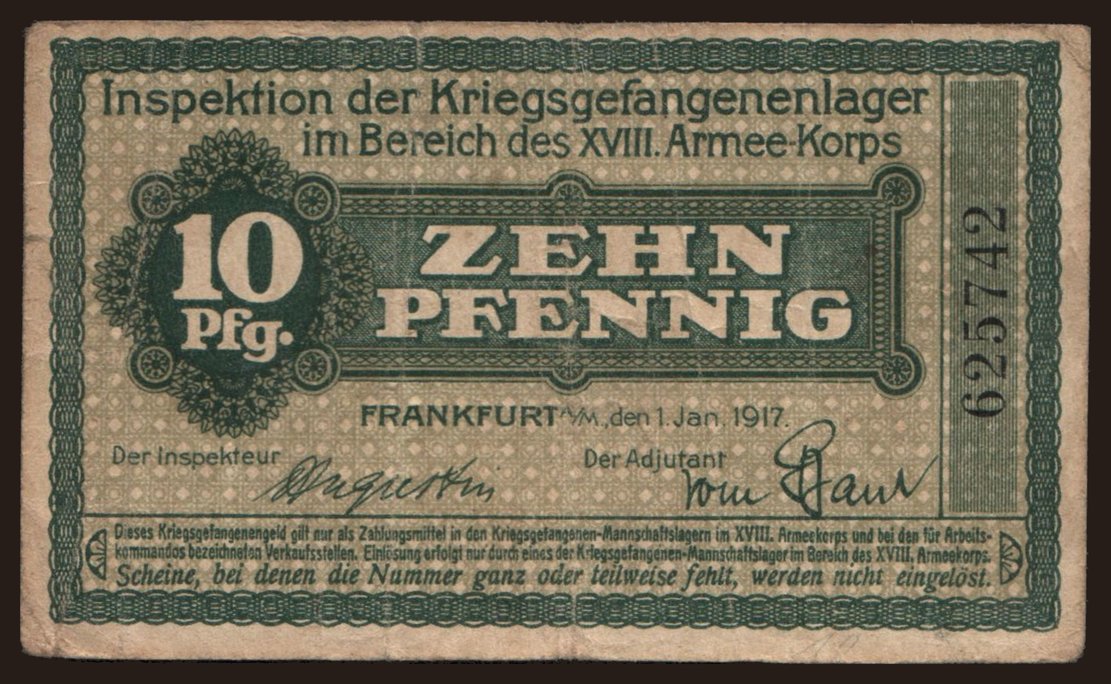 Inspektion der Kriegsgefangenenlager
im Bereich des XVIII. Armee-Korps
10
Pfg.
ZEHN
PFENNIG
625742
FRANKFURT A/M., den 1. Jan. 1917.
Der Inspekteur
Der Adjutant
Augustin
vom
Dieses Kriegsgefangenengeld gilt nur als Zahlungsmittel in den Kriegsgefangenen-Mannschaftslagern im XVIII. Armeekorps und bei den für Arbeits-
kommandos bezeichneten Verkaufsstellen. Einlösung erfolgt nur durch eines der Kriegsgefangenen-Mannschaftslager im Bereich des XVIII. Armeekorps.
Scheine, bei denen die Nummer ganz oder teilweise fehlt, werden nicht eingelöst.